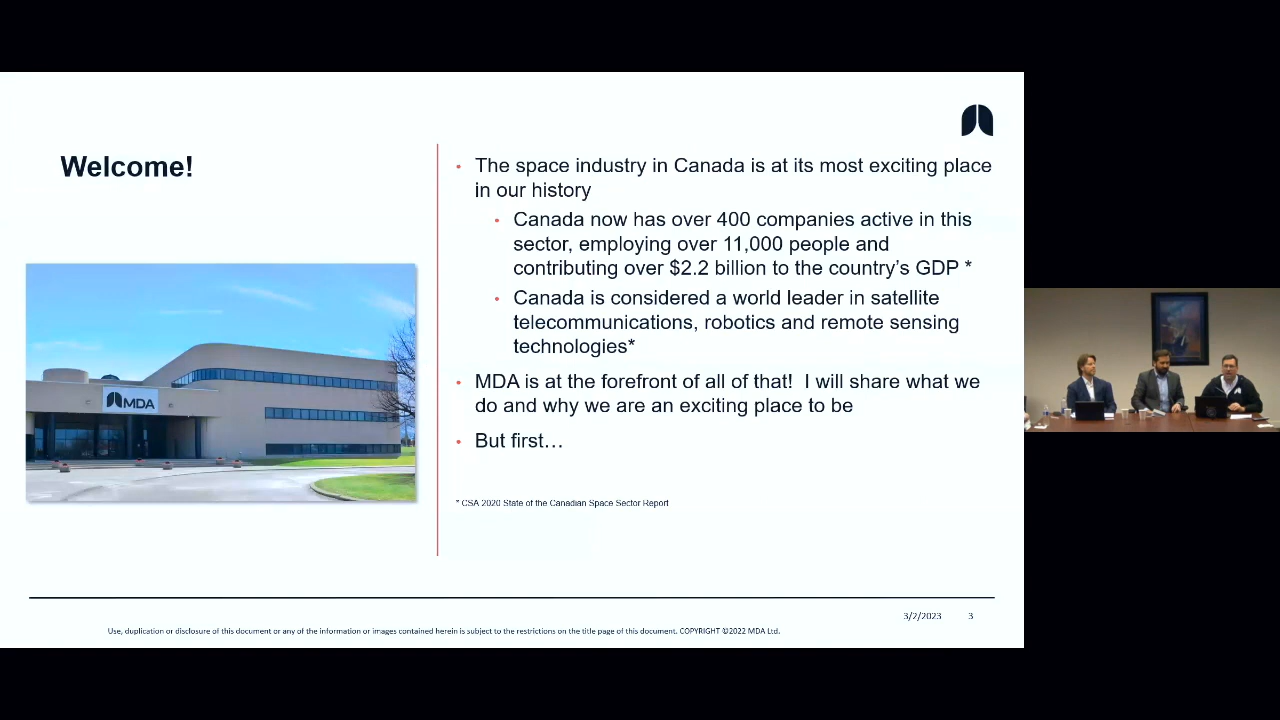 Welcome!
• The space industry in Canada is at its most exciting place
in our history
• Canada now has over 400 companies active in this
sector, employing over 11,000 people and
contributing over $2.2 billion to the country’s GDP *
• Canada is considered a world leader in satellite
telecommunications, robotics and remote sensing
technologies*
MDA
• MDA is at the forefront of all of that!  I will share what we
do and why we are an exciting place to be
• But first…
* CSA 2020 State of the Canadian Space Sector Report
3/2/2023 3
Use, duplication or disclosure of this document or any of the information or images contained herein is subject to the restrictions on the title page of this document. COPYRIGHT ©2022 MDA Ltd.